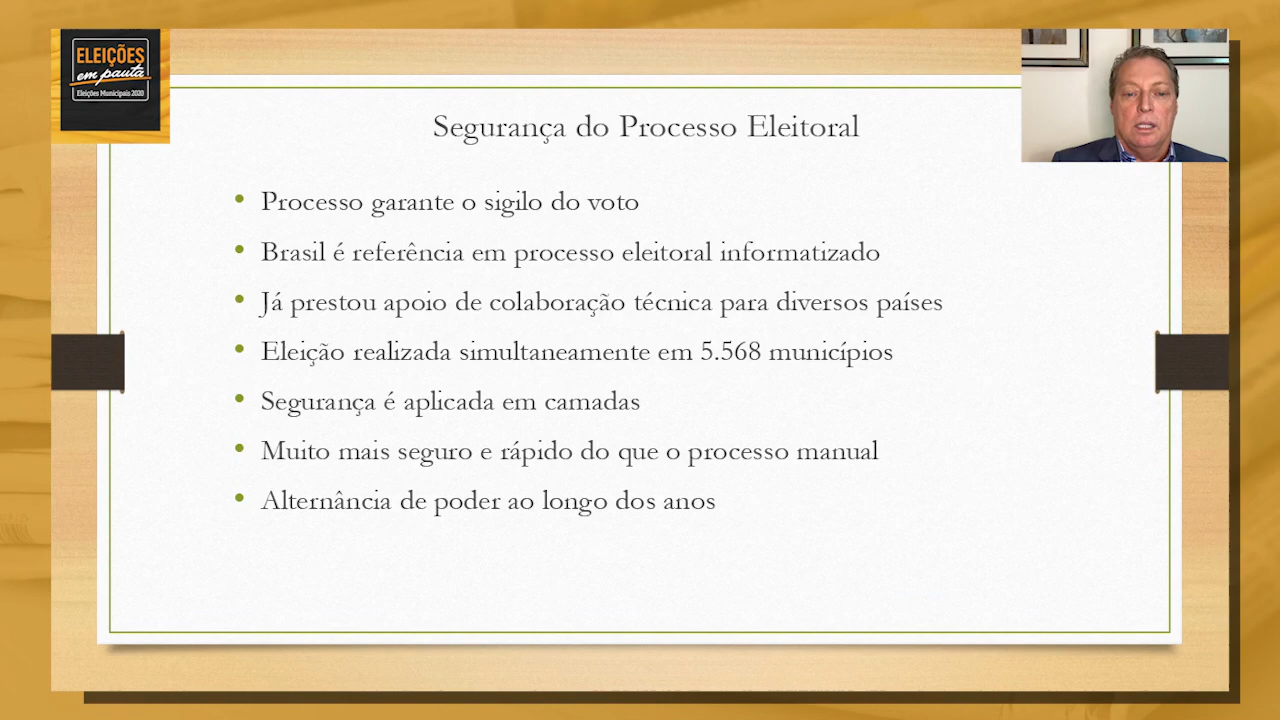 ELEIÇÕES
em pauta
Eleições Municipais 2020
Segurança do Processo Eleitoral
• Processo garante o sigilo do voto
• Brasil é referência em processo eleitoral informatizado
• Já prestou apoio de colaboração técnica para diversos países
• Eleição realizada simultaneamente em 5.568 municípios
• Segurança é aplicada em camadas
• Muito mais seguro e rápido do que o processo manual
• Alternância de poder ao longo dos anos